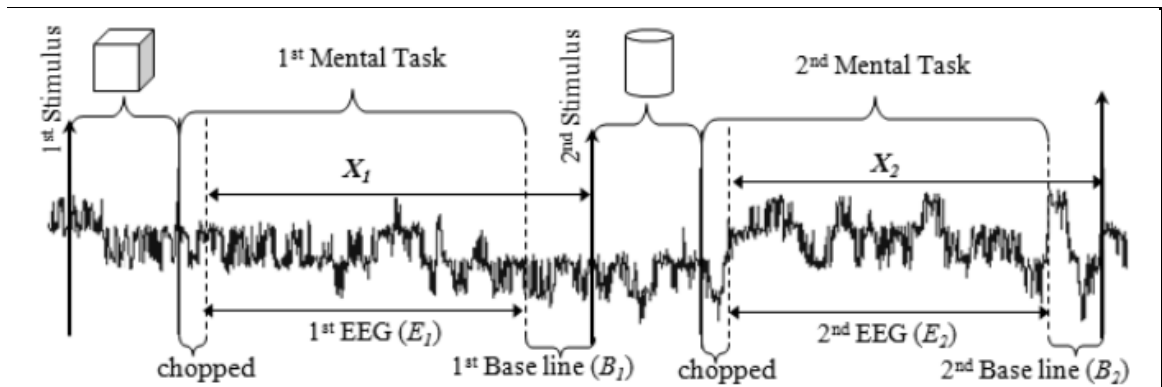 1st Stimulus
1st Mental Task
2nd Stimulus
2nd Mental Task
X1
X2
1st EEG (E1)
2nd EEG (E2)
chopped
1st Base line (B1)
chopped
2nd Base line (B2)